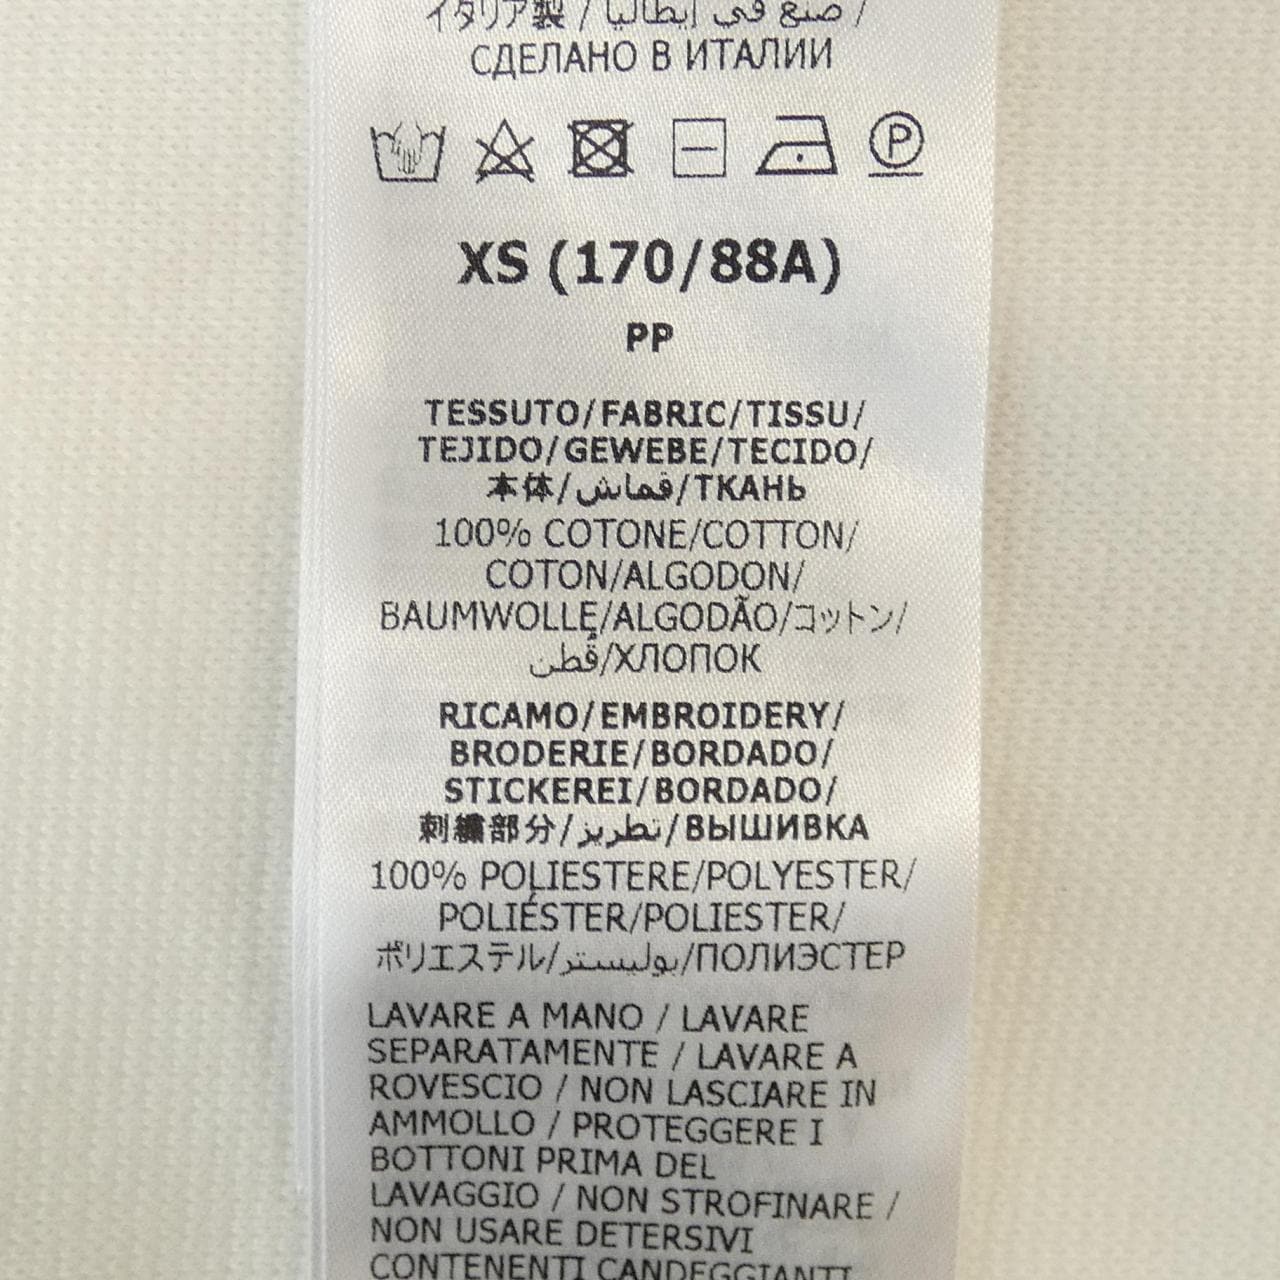 イタリア製 / صنع في إيطاليا /
СДЕЛАНО В ИТАЛИИ
P
XS (170/88A)
PP
TESSUTO/FABRIC/TISSU/
TEJIDO/GEWEBE/TECIDO/
本体/قماش/ТКАНЬ
100% COTONE/COTTON/
COTON/ALGODON/
BAUMWOLLE/ALGODÃO/コットン/
قُطن/ХЛОПОК
RICAMO/EMBROIDERY/
BRODERIE/BORDADO/
STICKEREI/BORDADO/
刺繍部分/تطريز/ВЫШИВКА
100% POLIESTERE/POLYESTER/
POLIÉSTER/POLIESTER/
ポリエステル/بوليستر/ПОЛИЭСТЕР
LAVARE A MANO / LAVARE
SEPARATAMENTE / LAVARE A
ROVESCIO / NON LASCIARE IN
AMMOLLO / PROTEGGERE I
BOTTONI PRIMA DEL
LAVAGGIO / NON STROFINARE /
NON USARE DETERSIVI
CONTENENTI CANDEGGIANTI